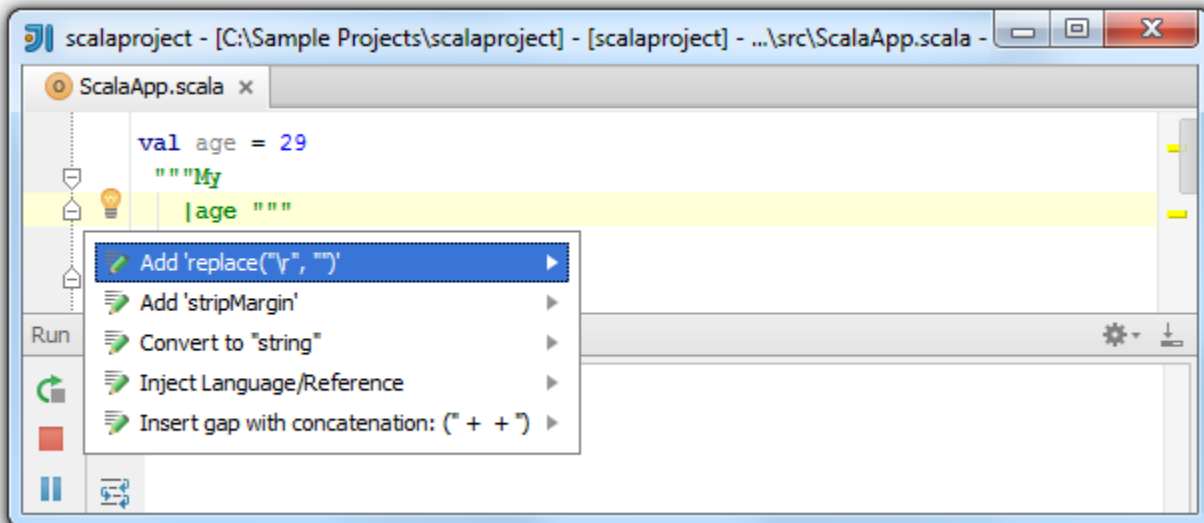 scalaproject - [C:\Sample Projects\scalaproject] - [scalaproject] - ...\src\ScalaApp.scala -
ScalaApp.scala
val age = 29
"""My
|age """
Add 'replace("\r", "")'
Add 'stripMargin'
Convert to "string"
Inject Language/Reference
Insert gap with concatenation: (" + + ")
Run